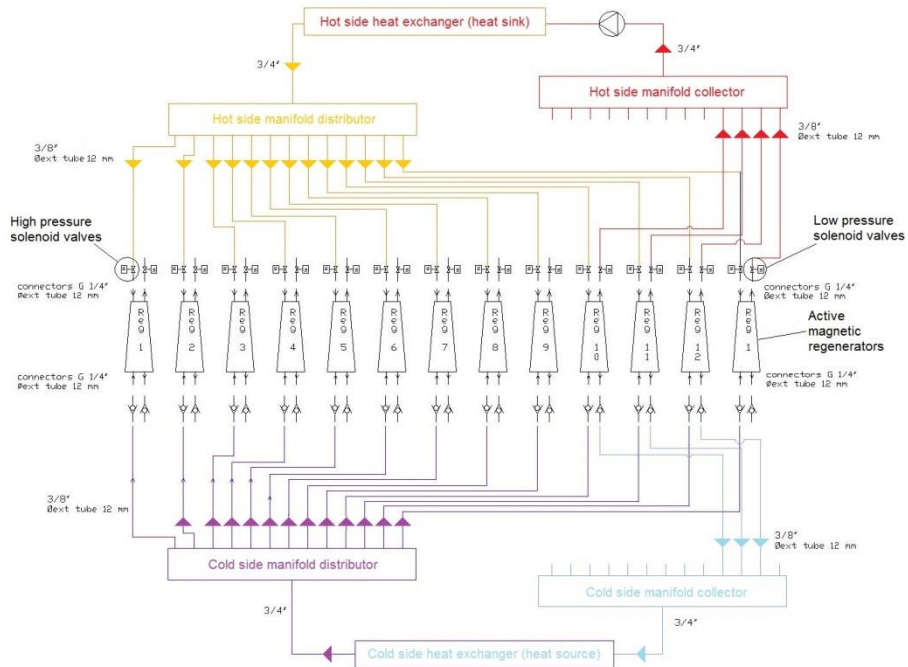 Hot side heat exchanger (heat sink)
3/4"
3/4"
Hot side manifold collector
Hot side manifold distributor
3/8"
Øext tube 12 mm
3/8"
Øext tube 12 mm
High pressure
solenoid valves
Low pressure
solenoid valves
connectors G 1/4"
Øext tube 12 mm
connectors G 1/4"
Øext tube 12 mm
Reg 1
Reg 2
Reg 3
Reg 4
Reg 5
Reg 6
Reg 7
Reg 8
Reg 9
Reg 10
Reg 11
Reg 12
Reg 1
Active
magnetic
regenerators
connectors G 1/4"
Øext tube 12 mm
connectors G 1/4"
Øext tube 12 mm
3/8"
Øext tube 12 mm
3/8"
Øext tube 12 mm
Cold side manifold distributor
Cold side manifold collector
3/4"
3/4"
Cold side heat exchanger (heat source)